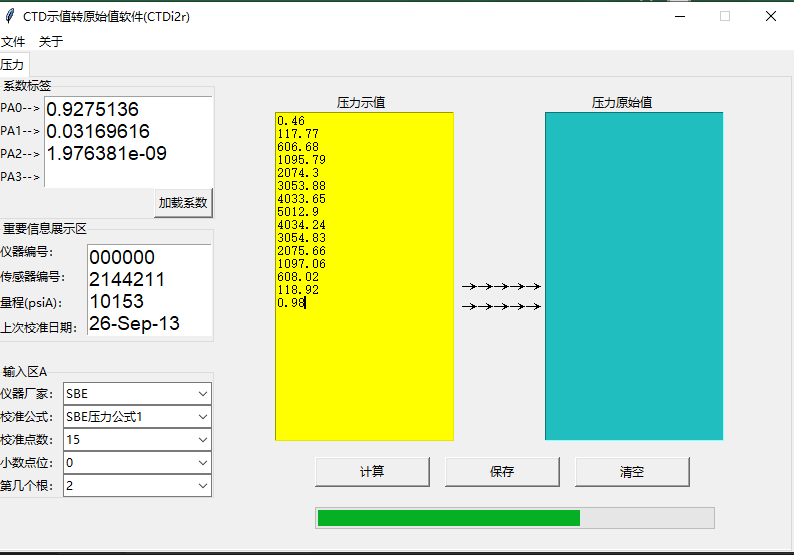 CTD示值转原始值软件(CTDi2r)
文件 关于
压力
系数标签
PA0--> 0.9275136
PA1--> 0.03169616
PA2--> 1.976381e-09
PA3-->
加载系数
重要信息展示区
仪器编号: 000000
传感器编号: 2144211
量程(psiA): 10153
上次校准日期: 26-Sep-13
输入区A
仪器厂家: SBE
校准公式: SBE压力公式1
校准点数: 15
小数点位: 0
第几个根: 2
压力示值
0.46
117.77
606.68
1095.79
2074.3
3053.88
4033.65
5012.9
4034.24
3054.83
2075.66
1097.06
608.02
118.92
0.98
压力原始值
计算 保存 清空